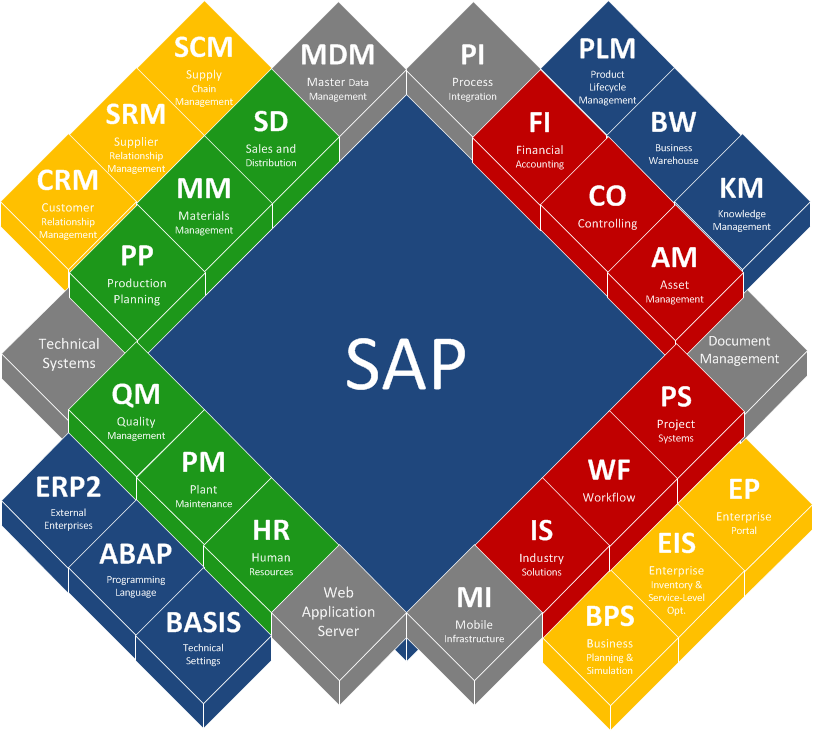 SCM
Supply
Chain
Management
MDM
Master Data
Management
PI
Process
Integration
PLM
Product
Lifecycle
Management
SRM
Supplier
Relationship
Management
SD
Sales and
Distribution
FI
Financial
Accounting
BW
Business
Warehouse
CRM
Customer
Relationship
Management
MM
Materials
Management
CO
Controlling
KM
Knowledge
Management
PP
Production
Planning
AM
Asset
Management
Technical
Systems
SAP
Document
Management
QM
Quality
Management
PS
Project
Systems
PM
Plant
Maintenance
WF
Workflow
ERP2
External
Enterprises
EP
Enterprise
Portal
HR
Human
Resources
IS
Industry
Solutions
ABAP
Programming
Language
EIS
Enterprise
Inventory &
Service-Level
Opt.
Web
Application
Server
MI
Mobile
Infrastructure
BASIS
Technical
Settings
BPS
Business
Planning &
Simulation